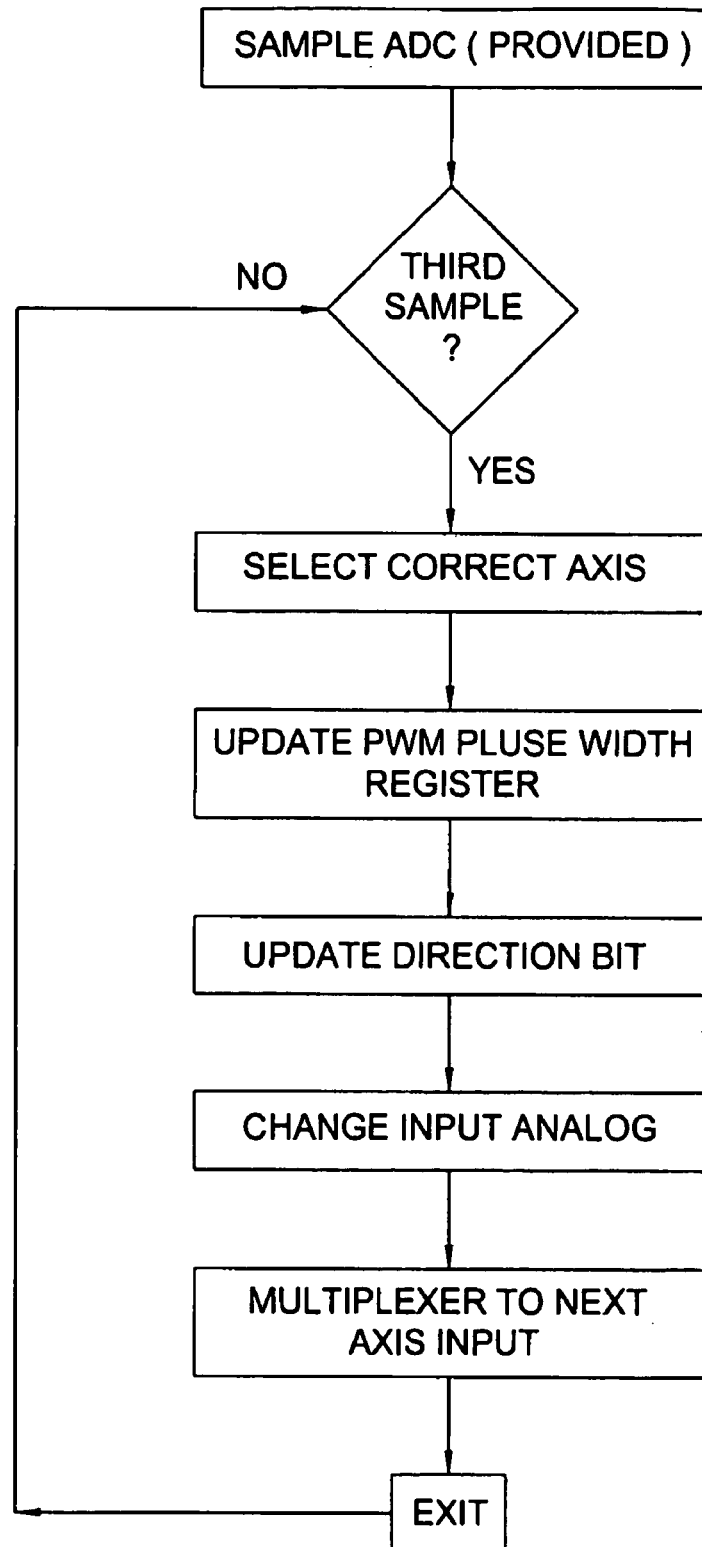 SAMPLE ADC ( PROVIDED )
THIRD
SAMPLE
?
NO
YES
SELECT CORRECT AXIS
UPDATE PWM PLUSE WIDTH
REGISTER
UPDATE DIRECTION BIT
CHANGE INPUT ANALOG
MULTIPLEXER TO NEXT
AXIS INPUT
EXIT